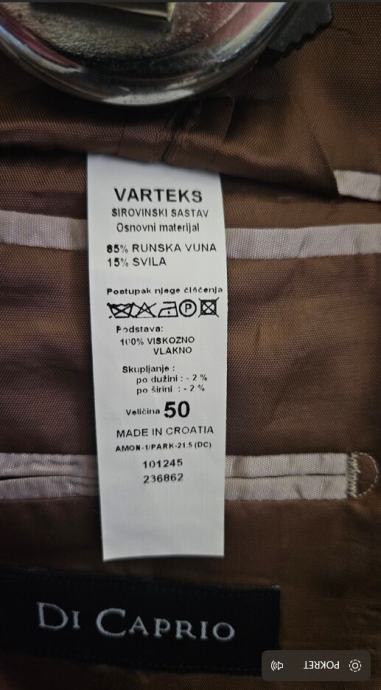 VARTEKS
SIROVINSKI SASTAV
Osnovni materijal
85% RUNSKA VUNA
15% SVILA
Postupak njege čišćenja
P
Podstava:
100% VISKOZNO
VLAKNO
Skupljanje :
po dužini : - 2 %
po širini : - 2 %
Veličina 50
MADE IN CROATIA
AMON-1/PARK-21.5 (DC)
101245
236862
DI CAPRIO
POKRET